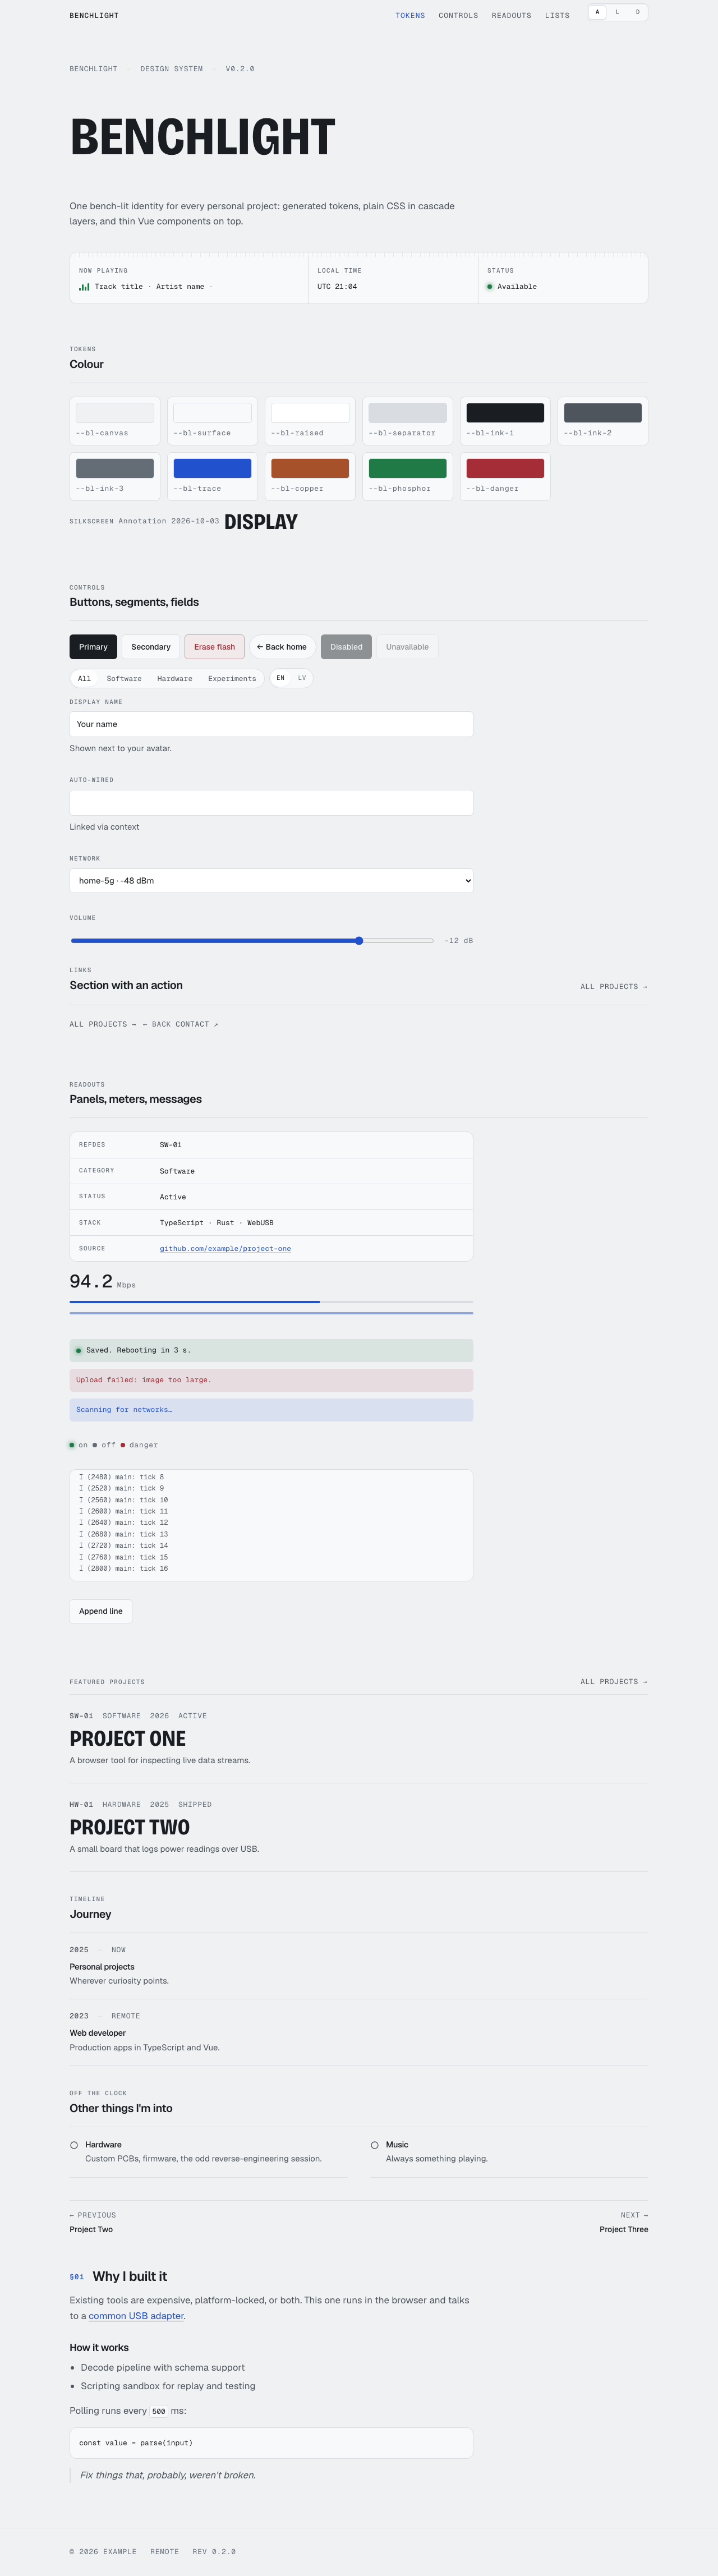 BENCHLIGHT
TOKENS CONTROLS READOUTS LISTS A L D
BENCHLIGHT · DESIGN SYSTEM · V0.2.0
BENCHLIGHT
One bench-lit identity for every personal project: generated tokens, plain CSS in cascade
layers, and thin Vue components on top.
NOW PLAYING
Track title · Artist name ·
LOCAL TIME
UTC 21:04
STATUS
Available
TOKENS
Colour
--bl-canvas --bl-surface --bl-raised --bl-separator --bl-ink-1 --bl-ink-2
--bl-ink-3 --bl-trace --bl-copper --bl-phosphor --bl-danger
SILKSCREEN Annotation 2026-10-03 DISPLAY
CONTROLS
Buttons, segments, fields
Primary Secondary Erase flash ← Back home Disabled Unavailable
All Software Hardware Experiments EN LV
DISPLAY NAME
Your name
Shown next to your avatar.
AUTO-WIRED
Linked via context
NETWORK
home-5g · -48 dBm
VOLUME
-12 dB
LINKS
Section with an action
ALL PROJECTS →
ALL PROJECTS → ← BACK CONTACT ↗
READOUTS
Panels, meters, messages
REFDES SW-01
CATEGORY Software
STATUS Active
STACK TypeScript · Rust · WebUSB
SOURCE github.com/example/project-one
94.2 Mbps
Saved. Rebooting in 3 s.
Upload failed: image too large.
Scanning for networks…
on off danger
I (2480) main: tick 8
I (2520) main: tick 9
I (2560) main: tick 10
I (2600) main: tick 11
I (2640) main: tick 12
I (2680) main: tick 13
I (2720) main: tick 14
I (2760) main: tick 15
I (2800) main: tick 16
Append line
FEATURED PROJECTS ALL PROJECTS →
SW-01 SOFTWARE 2026 ACTIVE
PROJECT ONE
A browser tool for inspecting live data streams.
HW-01 HARDWARE 2025 SHIPPED
PROJECT TWO
A small board that logs power readings over USB.
TIMELINE
Journey
2025 · NOW
Personal projects
Wherever curiosity points.
2023 · REMOTE
Web developer
Production apps in TypeScript and Vue.
OFF THE CLOCK
Other things I'm into
Hardware
Custom PCBs, firmware, the odd reverse-engineering session.
Music
Always something playing.
← PREVIOUS
Project Two
NEXT →
Project Three
§01 Why I built it
Existing tools are expensive, platform-locked, or both. This one runs in the browser and talks
to a common USB adapter.
How it works
• Decode pipeline with schema support
• Scripting sandbox for replay and testing
Polling runs every 500 ms:
const value = parse(input)
Fix things that, probably, weren't broken.
© 2026 EXAMPLE REMOTE REV 0.2.0